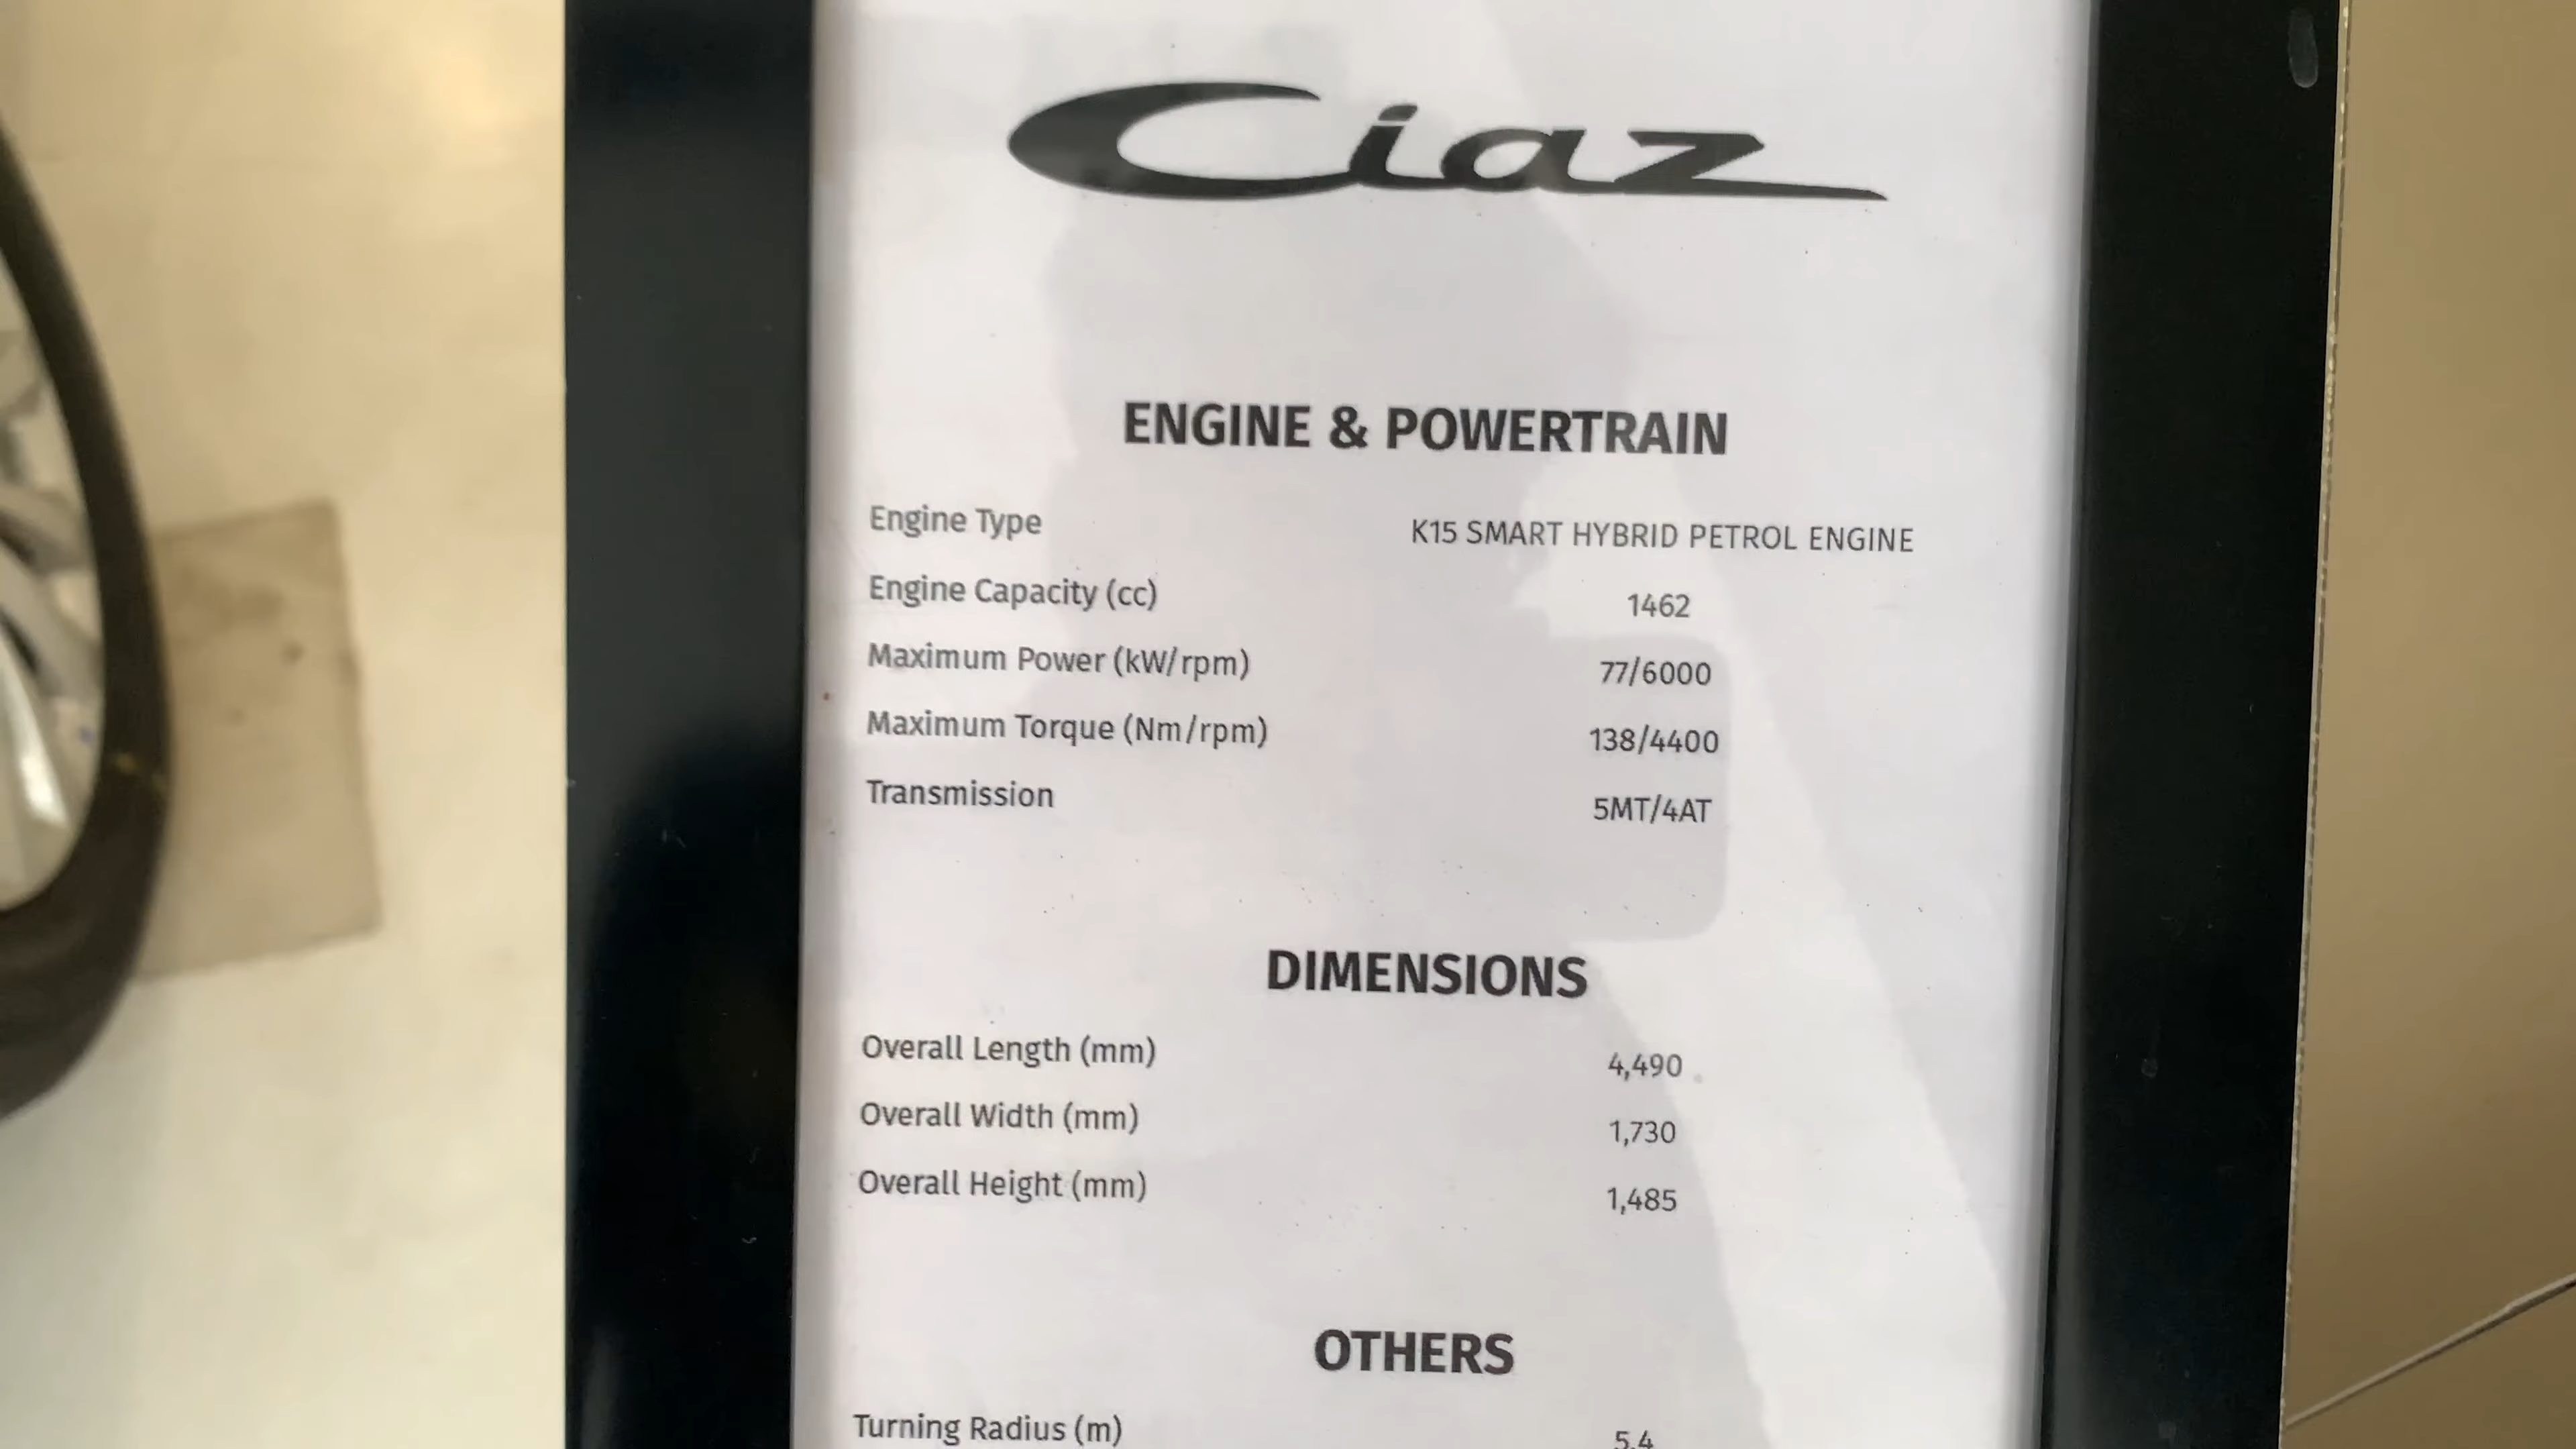 Ciaz
ENGINE & POWERTRAIN
Engine Type K15 SMART HYBRID PETROL ENGINE
Engine Capacity (cc) 1462
Maximum Power (kW/rpm) 77/6000
Maximum Torque (Nm/rpm) 138/4400
Transmission 5MT/4AT
DIMENSIONS
Overall Length (mm) 4,490
Overall Width (mm) 1,730
Overall Height (mm) 1,485
OTHERS
Turning Radius (m) 5.4